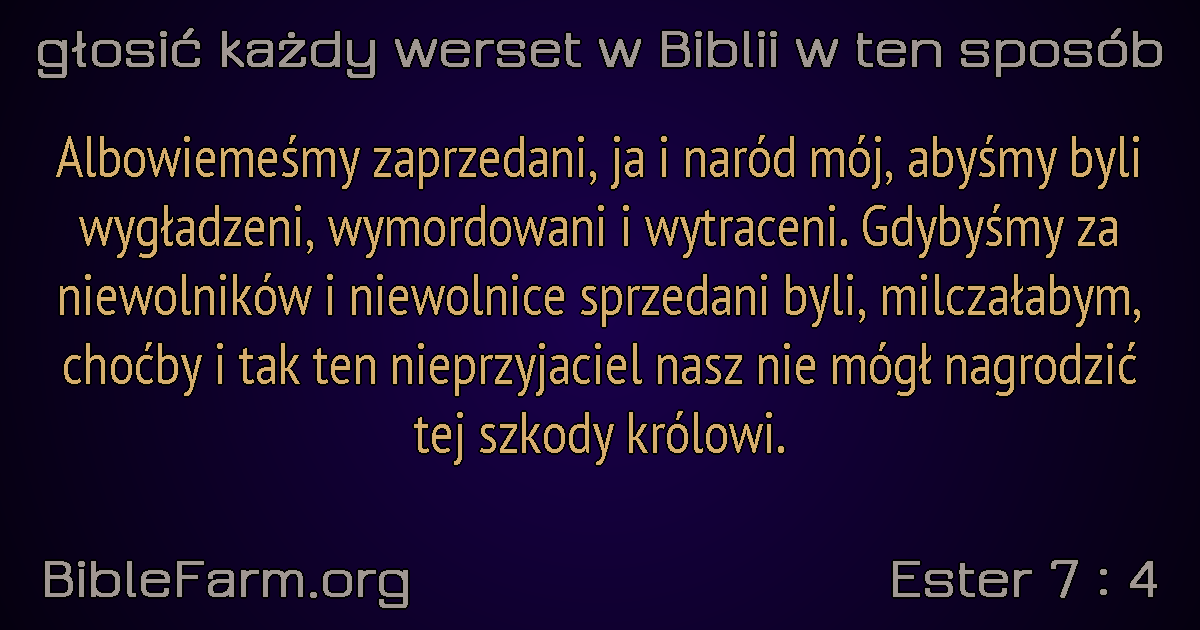 głosić każdy werset w Biblii w ten sposób
Albowiemeśmy zaprzedani, ja i naród mój, abyśmy byli
wygładzeni, wymordowani i wytraceni. Gdybyśmy za
niewolników i niewolnice sprzedani byli, milczałabym,
choćby i tak ten nieprzyjaciel nasz nie mógł nagrodzić
tej szkody królowi.
BibleFarm.org
Ester 7 : 4